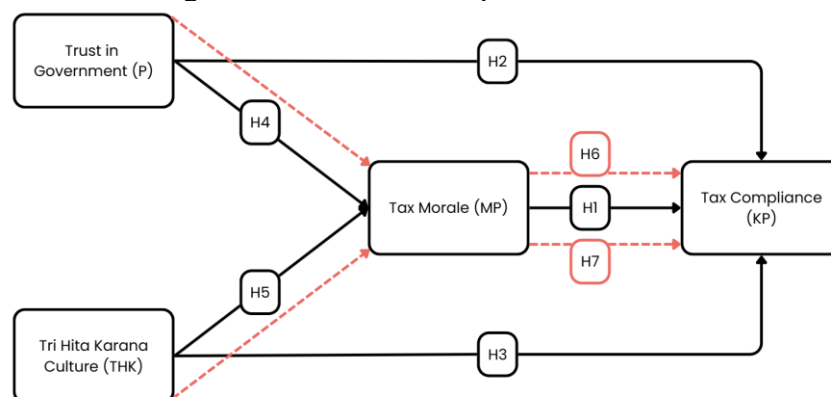 Trust in
Government (P)
H2
H4
H6
Tax Morale (MP)
H1
Tax Compliance
(KP)
H7
H5
Tri Hita Karana
Culture (THK)
H3